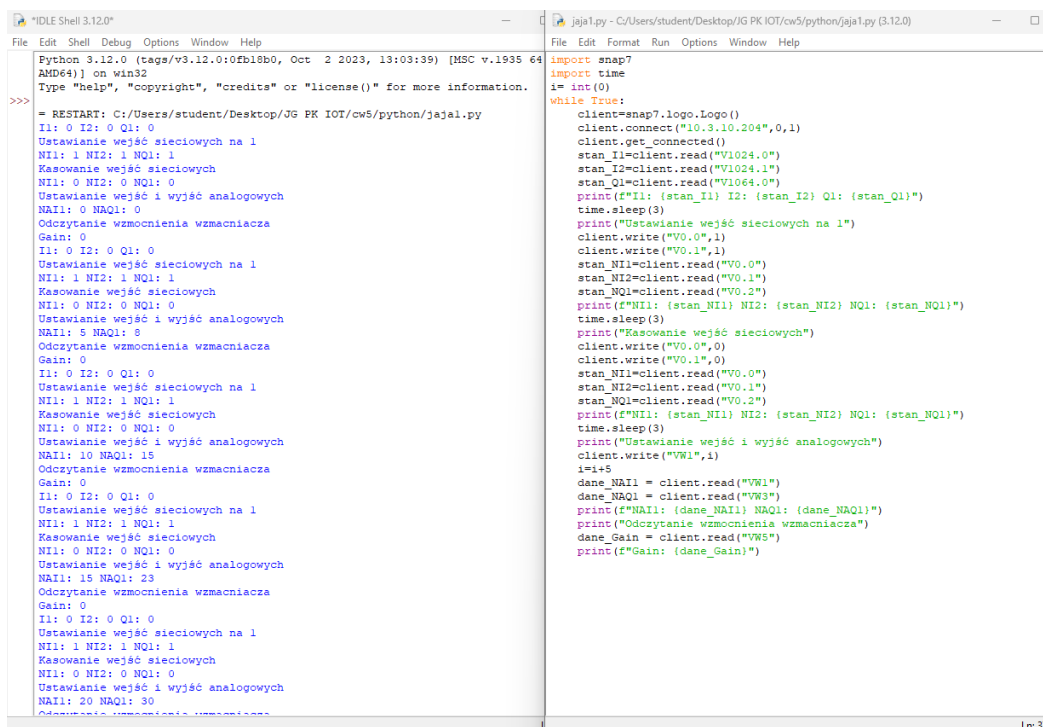 *IDLE Shell 3.12.0*
File Edit Shell Debug Options Window Help
Python 3.12.0 (tags/v3.12.0:0fb18b0, Oct 2 2023, 13:03:39) [MSC v.1935 64
AMD64)] on win32
Type "help", "copyright", "credits" or "license()" for more information.
>>>
= RESTART: C:/Users/student/Desktop/JG PK IOT/cw5/python/jaja1.py
I1: 0 I2: 0 Q1: 0
Ustawianie wejść sieciowych na 1
NI1: 1 NI2: 1 NQ1: 1
Kasowanie wejść sieciowych
NI1: 0 NI2: 0 NQ1: 0
Ustawianie wejść i wyjść analogowych
NAI1: 0 NAQ1: 0
Odczytanie wzmocnienia wzmacniacza
Gain: 0
I1: 0 I2: 0 Q1: 0
Ustawianie wejść sieciowych na 1
NI1: 1 NI2: 1 NQ1: 1
Kasowanie wejść sieciowych
NI1: 0 NI2: 0 NQ1: 0
Ustawianie wejść i wyjść analogowych
NAI1: 5 NAQ1: 8
Odczytanie wzmocnienia wzmacniacza
Gain: 0
I1: 0 I2: 0 Q1: 0
Ustawianie wejść sieciowych na 1
NI1: 1 NI2: 1 NQ1: 1
Kasowanie wejść sieciowych
NI1: 0 NI2: 0 NQ1: 0
Ustawianie wejść i wyjść analogowych
NAI1: 10 NAQ1: 15
Odczytanie wzmocnienia wzmacniacza
Gain: 0
I1: 0 I2: 0 Q1: 0
Ustawianie wejść sieciowych na 1
NI1: 1 NI2: 1 NQ1: 1
Kasowanie wejść sieciowych
NI1: 0 NI2: 0 NQ1: 0
Ustawianie wejść i wyjść analogowych
NAI1: 15 NAQ1: 23
Odczytanie wzmocnienia wzmacniacza
Gain: 0
I1: 0 I2: 0 Q1: 0
Ustawianie wejść sieciowych na 1
NI1: 1 NI2: 1 NQ1: 1
Kasowanie wejść sieciowych
NI1: 0 NI2: 0 NQ1: 0
Ustawianie wejść i wyjść analogowych
NAI1: 20 NAQ1: 30
Odczytanie wzmocnienia wzmacniacza
jaja1.py - C:/Users/student/Desktop/JG PK IOT/cw5/python/jaja1.py (3.12.0)
File Edit Format Run Options Window Help
import snap7
import time
i= int(0)
while True:
    client=snap7.logo.Logo()
    client.connect("10.3.10.204",0,1)
    client.get_connected()
    stan_I1=client.read("V1024.0")
    stan_I2=client.read("V1024.1")
    stan_Q1=client.read("V1064.0")
    print(f"I1: {stan_I1} I2: {stan_I2} Q1: {stan_Q1}")
    time.sleep(3)
    print("Ustawianie wejść sieciowych na 1")
    client.write("V0.0",1)
    client.write("V0.1",1)
    stan_NI1=client.read("V0.0")
    stan_NI2=client.read("V0.1")
    stan_NQ1=client.read("V0.2")
    print(f"NI1: {stan_NI1} NI2: {stan_NI2} NQ1: {stan_NQ1}")
    time.sleep(3)
    print("Kasowanie wejść sieciowych")
    client.write("V0.0",0)
    client.write("V0.1",0)
    stan_NI1=client.read("V0.0")
    stan_NI2=client.read("V0.1")
    stan_NQ1=client.read("V0.2")
    print(f"NI1: {stan_NI1} NI2: {stan_NI2} NQ1: {stan_NQ1}")
    time.sleep(3)
    print("Ustawianie wejść i wyjść analogowych")
    client.write("VW1",i)
    i=i+5
    dane_NAI1 = client.read("VW1")
    dane_NAQ1 = client.read("VW3")
    print(f"NAI1: {dane_NAI1} NAQ1: {dane_NAQ1}")
    print("Odczytanie wzmocnienia wzmacniacza")
    dane_Gain = client.read("VW5")
    print(f"Gain: {dane_Gain}")